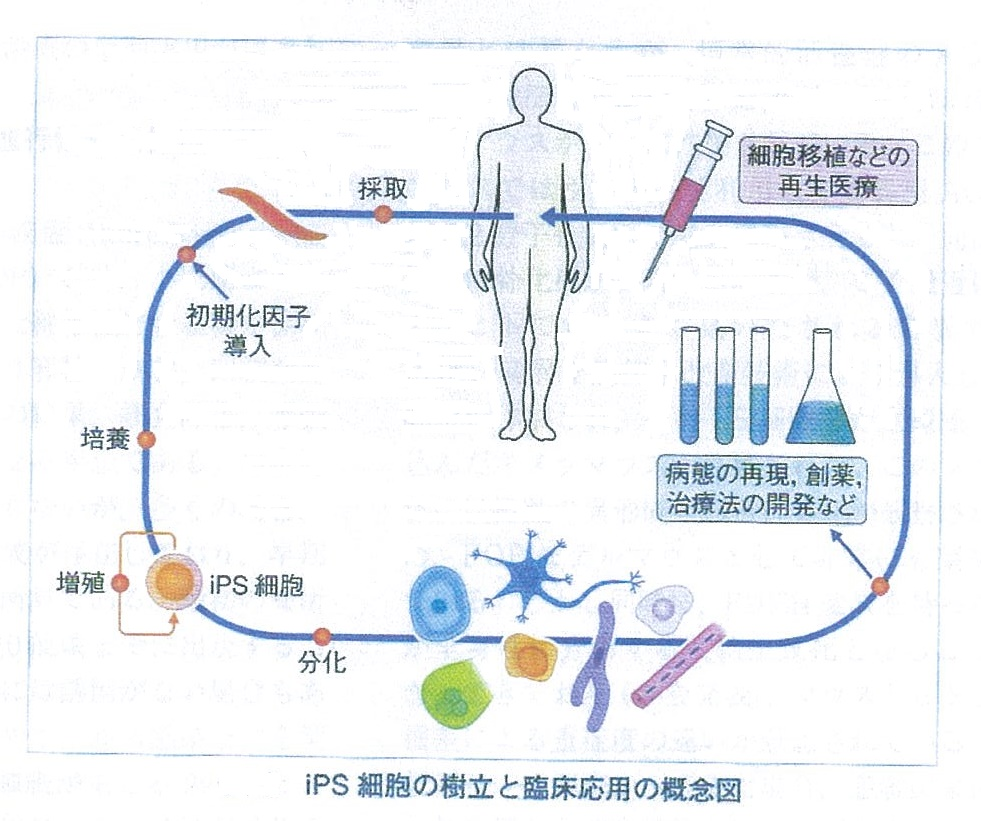 採取
細胞移植などの
再生医療
初期化因子
導入
培養
病態の再現, 創薬,
治療法の開発など
増殖
iPS 細胞
分化
iPS 細胞の樹立と臨床応用の概念図